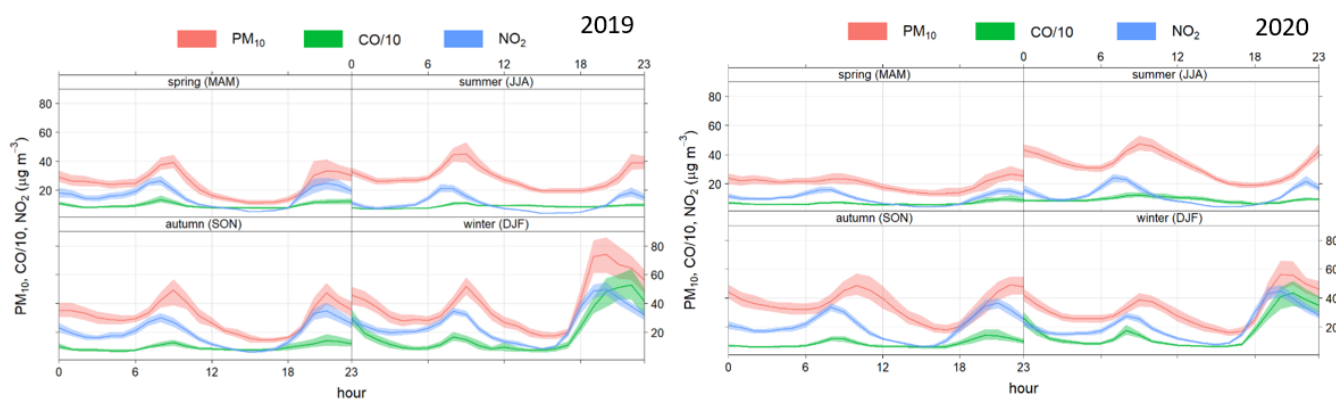 2019
PM10 CO/10 NO2
0 6 12 18 23
spring (MAM) summer (JJA)
80
60
40
20
autumn (SON) winter (DJF)
80
60
40
20
PM10, CO/10, NO2 (μg m−3)
0 6 12 18 23
hour
2020
PM10 CO/10 NO2
0 6 12 18 23
spring (MAM) summer (JJA)
80
60
40
20
autumn (SON) winter (DJF)
80
60
40
20
PM10, CO/10, NO2 (μg m−3)
0 6 12 18 23
hour